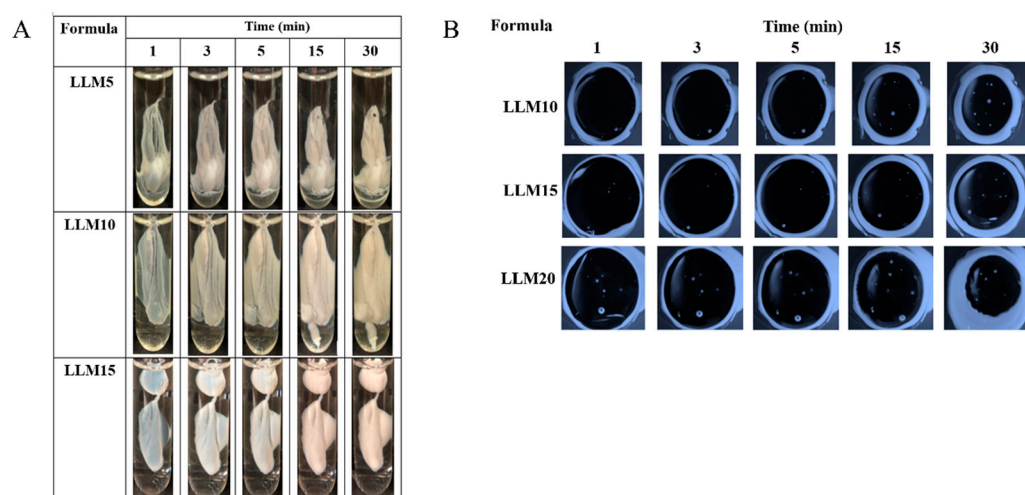 A
Formula
Time (min)
1 3 5 15 30
LLM5
LLM10
LLM15
B
Formula
Time (min)
1 3 5 15 30
LLM10
LLM15
LLM20